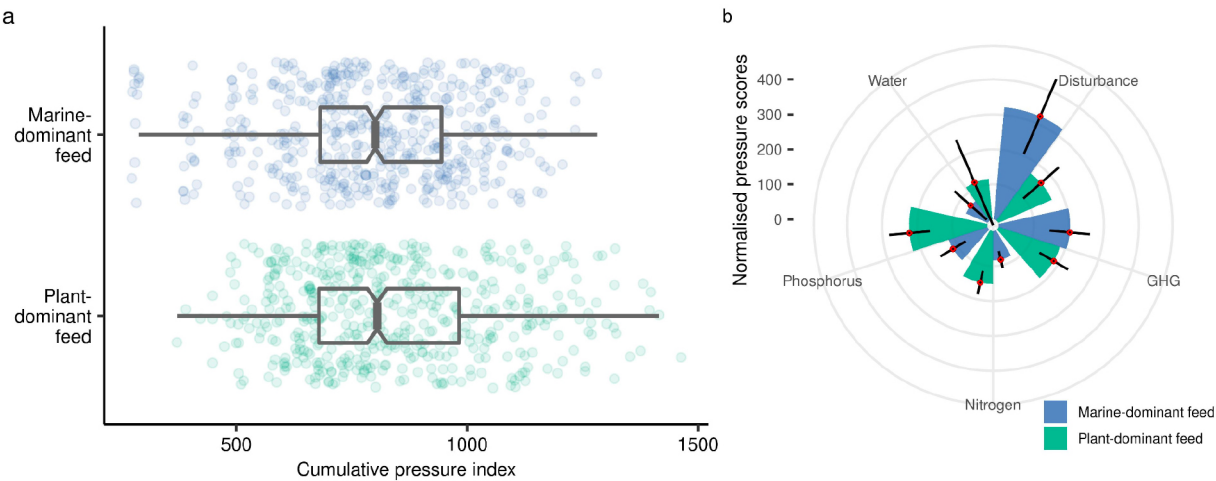 a
Marine-
dominant
feed
Plant-
dominant
feed
500
1000
1500
Cumulative pressure index
b
Normalised pressure scores
400
300
200
100
0
Water
Disturbance
Phosphorus
GHG
Nitrogen
Marine-dominant feed
Plant-dominant feed